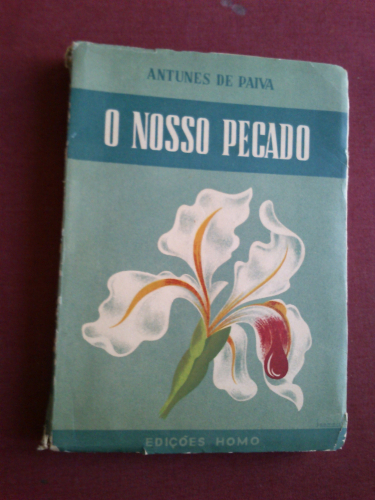 ANTUNES DE PAIVA
O NOSSO PECADO
EDIÇÕES HOMO